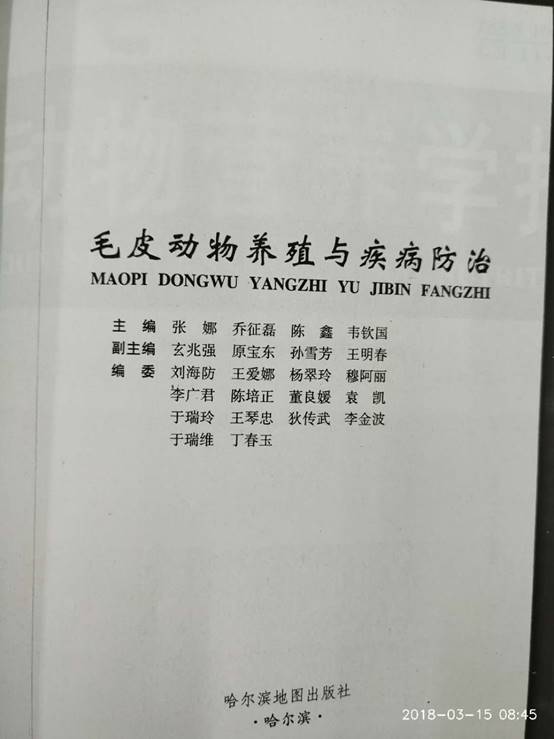 动物营养学
毛皮动物养殖与疾病防治
MAOPI DONGWU YANGZHI YU JIBIN FANGZHI
主 编 张 娜 乔征磊 陈 鑫 韦钦国
副主编 玄兆强 原宝东 孙雪芳 王明春
编 委 刘海防 王爱娜 杨翠玲 穆阿丽
李广君 陈培正 董良媛 袁 凯
于瑞玲 王琴忠 狄传武 李金波
于瑞维 丁春玉
哈尔滨地图出版社
·哈尔滨·
2018-03-15 08:45